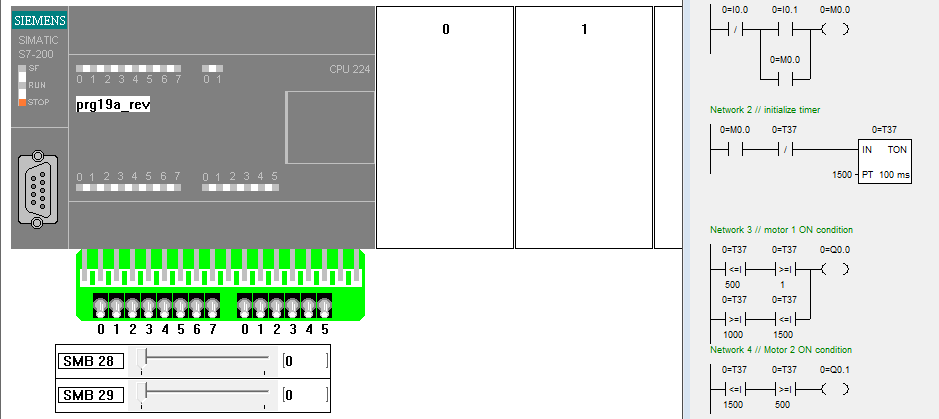 SIEMENS
SIMATIC
S7-200
SF
RUN
STOP
0 1 2 3 4 5 6 7 0 1
CPU 224
prg19a_rev
0 1 2 3 4 5 6 7 0 1 2 3 4 5
0 1 2 3 4 5 6 7 0 1 2 3 4 5
SMB 28 [0 ]
SMB 29 [0 ]
0
1
0=I0.0 0=I0.1 0=M0.0
/
0=M0.0
Network 2 // initialize timer
0=M0.0 0=T37 0=T37
/ IN TON
1500 PT 100 ms
Network 3 // motor 1 ON condition
0=T37 0=T37 0=Q0.0
<=I >=I
500 1
0=T37 0=T37
>=I <=I
1000 1500
Network 4 // Motor 2 ON condition
0=T37 0=T37 0=Q0.1
<=I >=I
1500 500